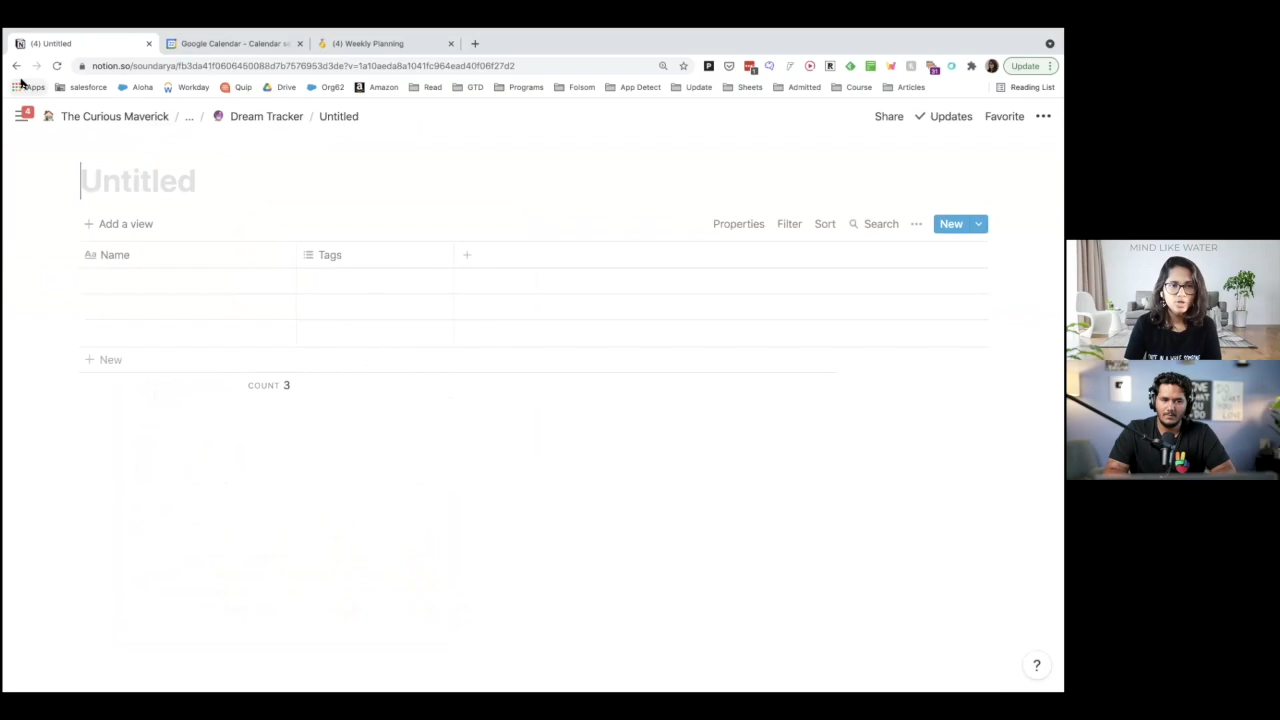 (4) Untitled
Google Calendar - Calendar se
(4) Weekly Planning
notion.so/soundarya/fb3da41f0606450088d7b7576953d3de?v=1a10aeda8a1041fc964ead40f06f27d2
Update
Apps
salesforce
Aloha
Workday
Quip
Drive
Org62
Amazon
Read
GTD
Programs
Folsom
App Detect
Update
Sheets
Admitted
Course
Articles
Reading List
4
The Curious Maverick / ... / Dream Tracker / Untitled
Share
Updates
Favorite
Untitled
Add a view
Properties
Filter
Sort
Search
New
Aa Name
Tags
New
COUNT 3
?
MIND LIKE WATER